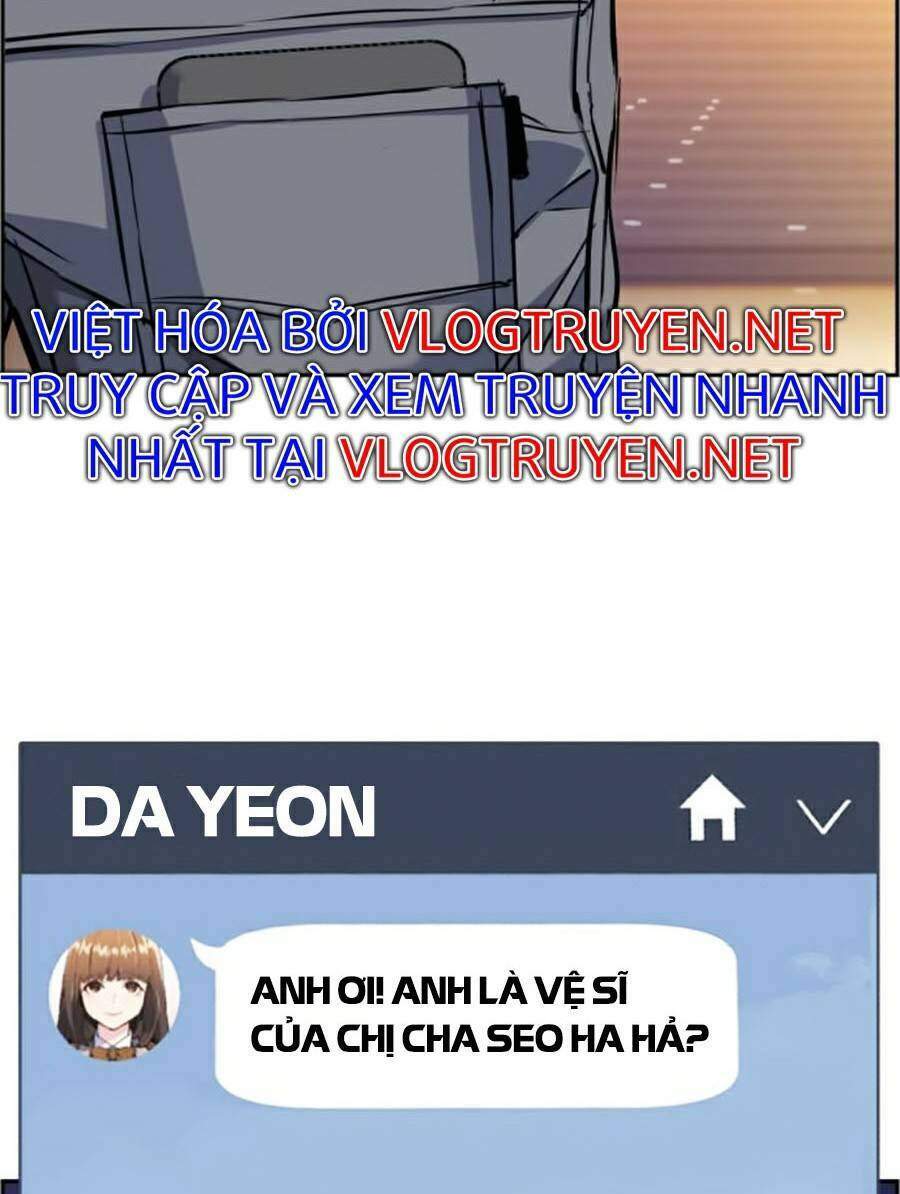 VIỆT HÓA BỞI VLOGTRUYEN.NET
TRUY CẬP VÀ XEM TRUYỆN NHANH
NHẤT TẠI VLOGTRUYEN.NET
DA YEON
ANH ƠI! ANH LÀ VỆ SĨ
CỦA CHỊ CHA SEO HA HẢ?